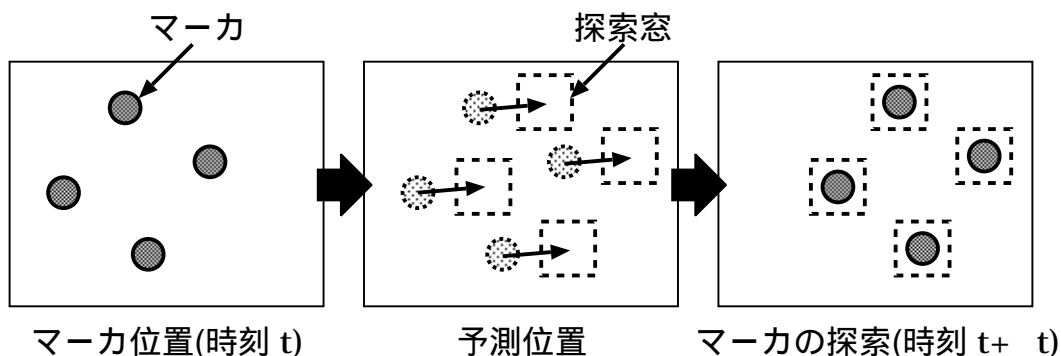 マーカ
探索窓
マーカ位置(時刻 t)
予測位置
マーカの探索(時刻 t+ t)